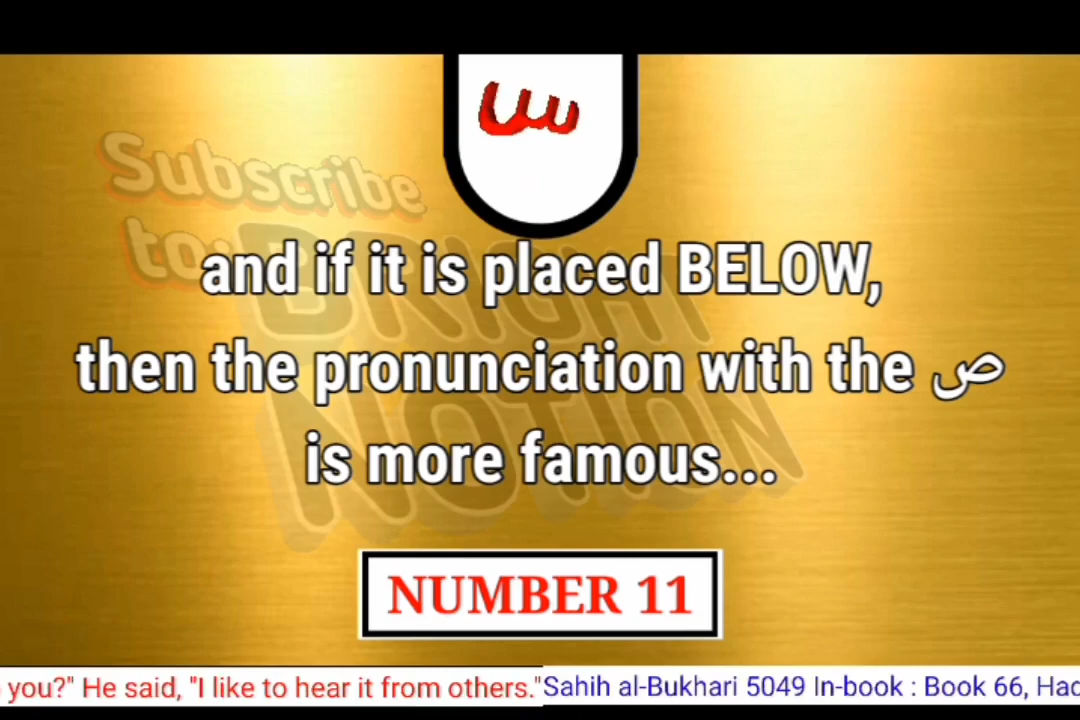 س
Subscribe
to:
BRIGHT
NOTION
and if it is placed BELOW,
then the pronunciation with the ص
is more famous...
NUMBER 11
you?" He said, "I like to hear it from others." Sahih al-Bukhari 5049 In-book : Book 66,